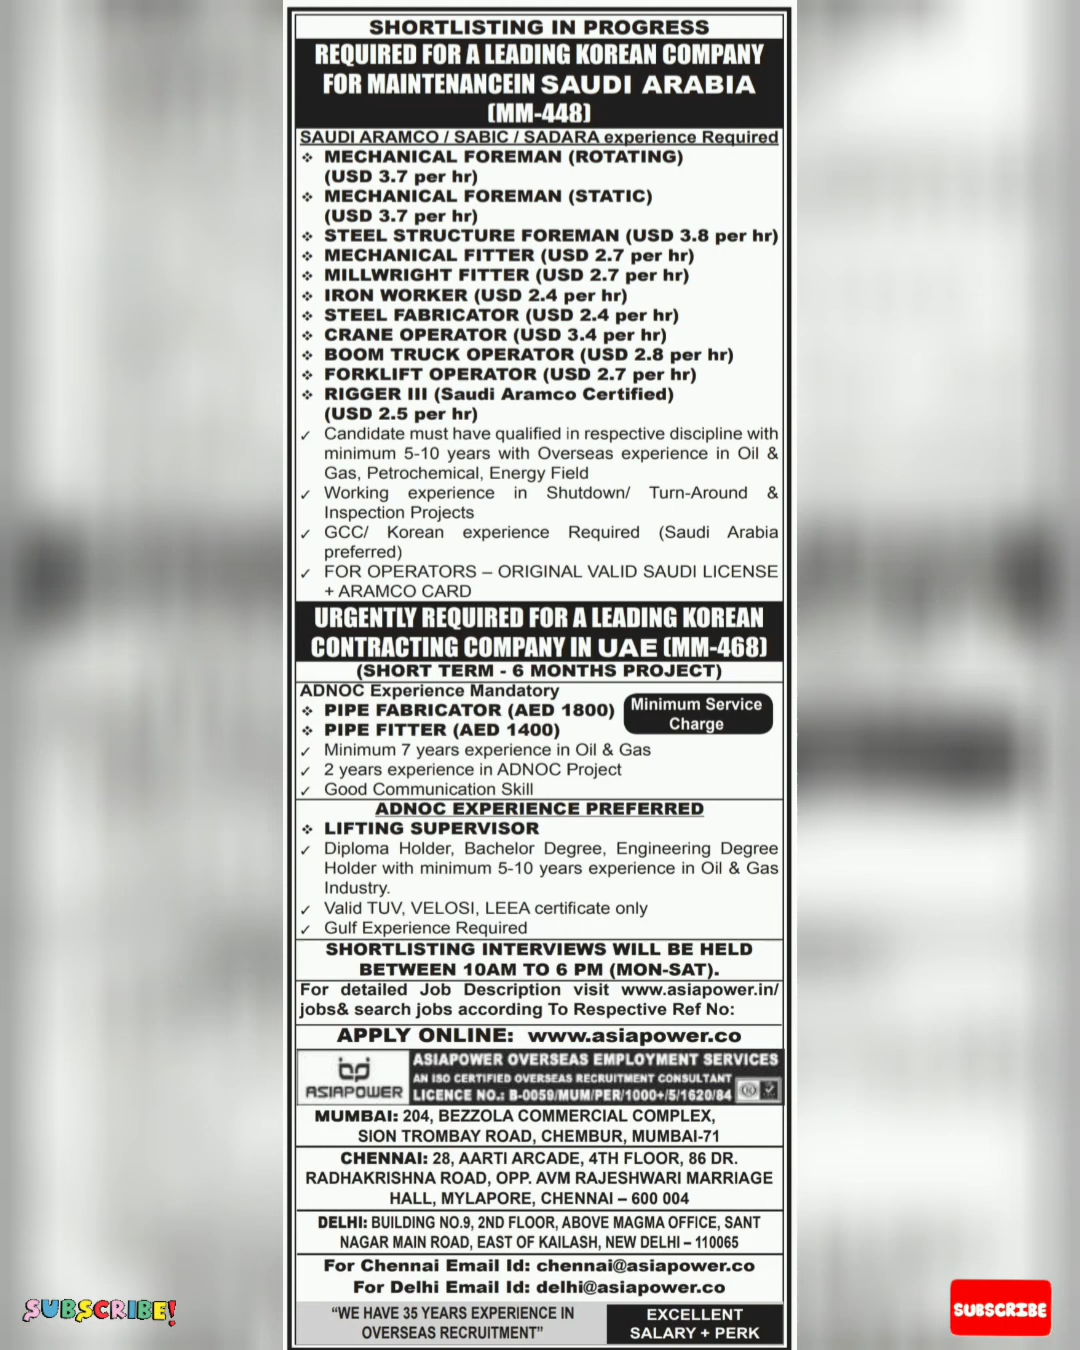 SHORTLISTING IN PROGRESS
REQUIRED FOR A LEADING KOREAN COMPANY
FOR MAINTENANCEIN SAUDI ARABIA
(MM-448)
SAUDI ARAMCO / SABIC / SADARA experience Required
❖ MECHANICAL FOREMAN (ROTATING)
(USD 3.7 per hr)
❖ MECHANICAL FOREMAN (STATIC)
(USD 3.7 per hr)
❖ STEEL STRUCTURE FOREMAN (USD 3.8 per hr)
❖ MECHANICAL FITTER (USD 2.7 per hr)
❖ MILLWRIGHT FITTER (USD 2.7 per hr)
❖ IRON WORKER (USD 2.4 per hr)
❖ STEEL FABRICATOR (USD 2.4 per hr)
❖ CRANE OPERATOR (USD 3.4 per hr)
❖ BOOM TRUCK OPERATOR (USD 2.8 per hr)
❖ FORKLIFT OPERATOR (USD 2.7 per hr)
❖ RIGGER III (Saudi Aramco Certified)
(USD 2.5 per hr)
✓ Candidate must have qualified in respective discipline with
minimum 5-10 years with Overseas experience in Oil &
Gas, Petrochemical, Energy Field
✓ Working experience in Shutdown/ Turn-Around &
Inspection Projects
✓ GCC/ Korean experience Required (Saudi Arabia
preferred)
✓ FOR OPERATORS – ORIGINAL VALID SAUDI LICENSE
+ ARAMCO CARD
URGENTLY REQUIRED FOR A LEADING KOREAN
CONTRACTING COMPANY IN UAE (MM-468)
(SHORT TERM - 6 MONTHS PROJECT)
ADNOC Experience Mandatory
❖ PIPE FABRICATOR (AED 1800)
❖ PIPE FITTER (AED 1400)
Minimum Service
Charge
✓ Minimum 7 years experience in Oil & Gas
✓ 2 years experience in ADNOC Project
✓ Good Communication Skill
ADNOC EXPERIENCE PREFERRED
❖ LIFTING SUPERVISOR
✓ Diploma Holder, Bachelor Degree, Engineering Degree
Holder with minimum 5-10 years experience in Oil & Gas
Industry.
✓ Valid TUV, VELOSI, LEEA certificate only
✓ Gulf Experience Required
SHORTLISTING INTERVIEWS WILL BE HELD
BETWEEN 10AM TO 6 PM (MON-SAT).
For detailed Job Description visit www.asiapower.in/
jobs& search jobs according To Respective Ref No:
APPLY ONLINE: www.asiapower.co
ASIAPOWER
ASIAPOWER OVERSEAS EMPLOYMENT SERVICES
AN ISO CERTIFIED OVERSEAS RECRUITMENT CONSULTANT
LICENCE NO.: B-0059/MUM/PER/1000+/5/1620/84
MUMBAI: 204, BEZZOLA COMMERCIAL COMPLEX,
SION TROMBAY ROAD, CHEMBUR, MUMBAI-71
CHENNAI: 28, AARTI ARCADE, 4TH FLOOR, 86 DR.
RADHAKRISHNA ROAD, OPP. AVM RAJESHWARI MARRIAGE
HALL, MYLAPORE, CHENNAI – 600 004
DELHI: BUILDING NO.9, 2ND FLOOR, ABOVE MAGMA OFFICE, SANT
NAGAR MAIN ROAD, EAST OF KAILASH, NEW DELHI – 110065
For Chennai Email Id: chennai@asiapower.co
For Delhi Email Id: delhi@asiapower.co
"WE HAVE 35 YEARS EXPERIENCE IN
OVERSEAS RECRUITMENT"
EXCELLENT
SALARY + PERK
SUBSCRIBE!
SUBSCRIBE